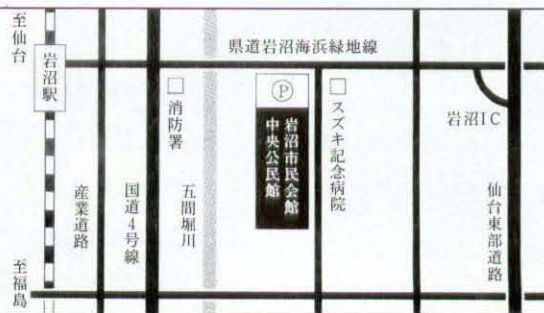 至仙台
岩沼駅
県道岩沼海浜緑地線
消防署
Ⓟ
岩沼市民会館
中央公民館
スズキ記念病院
岩沼IC
産業道路
国道4号線
五間堀川
仙台東部道路
至福島